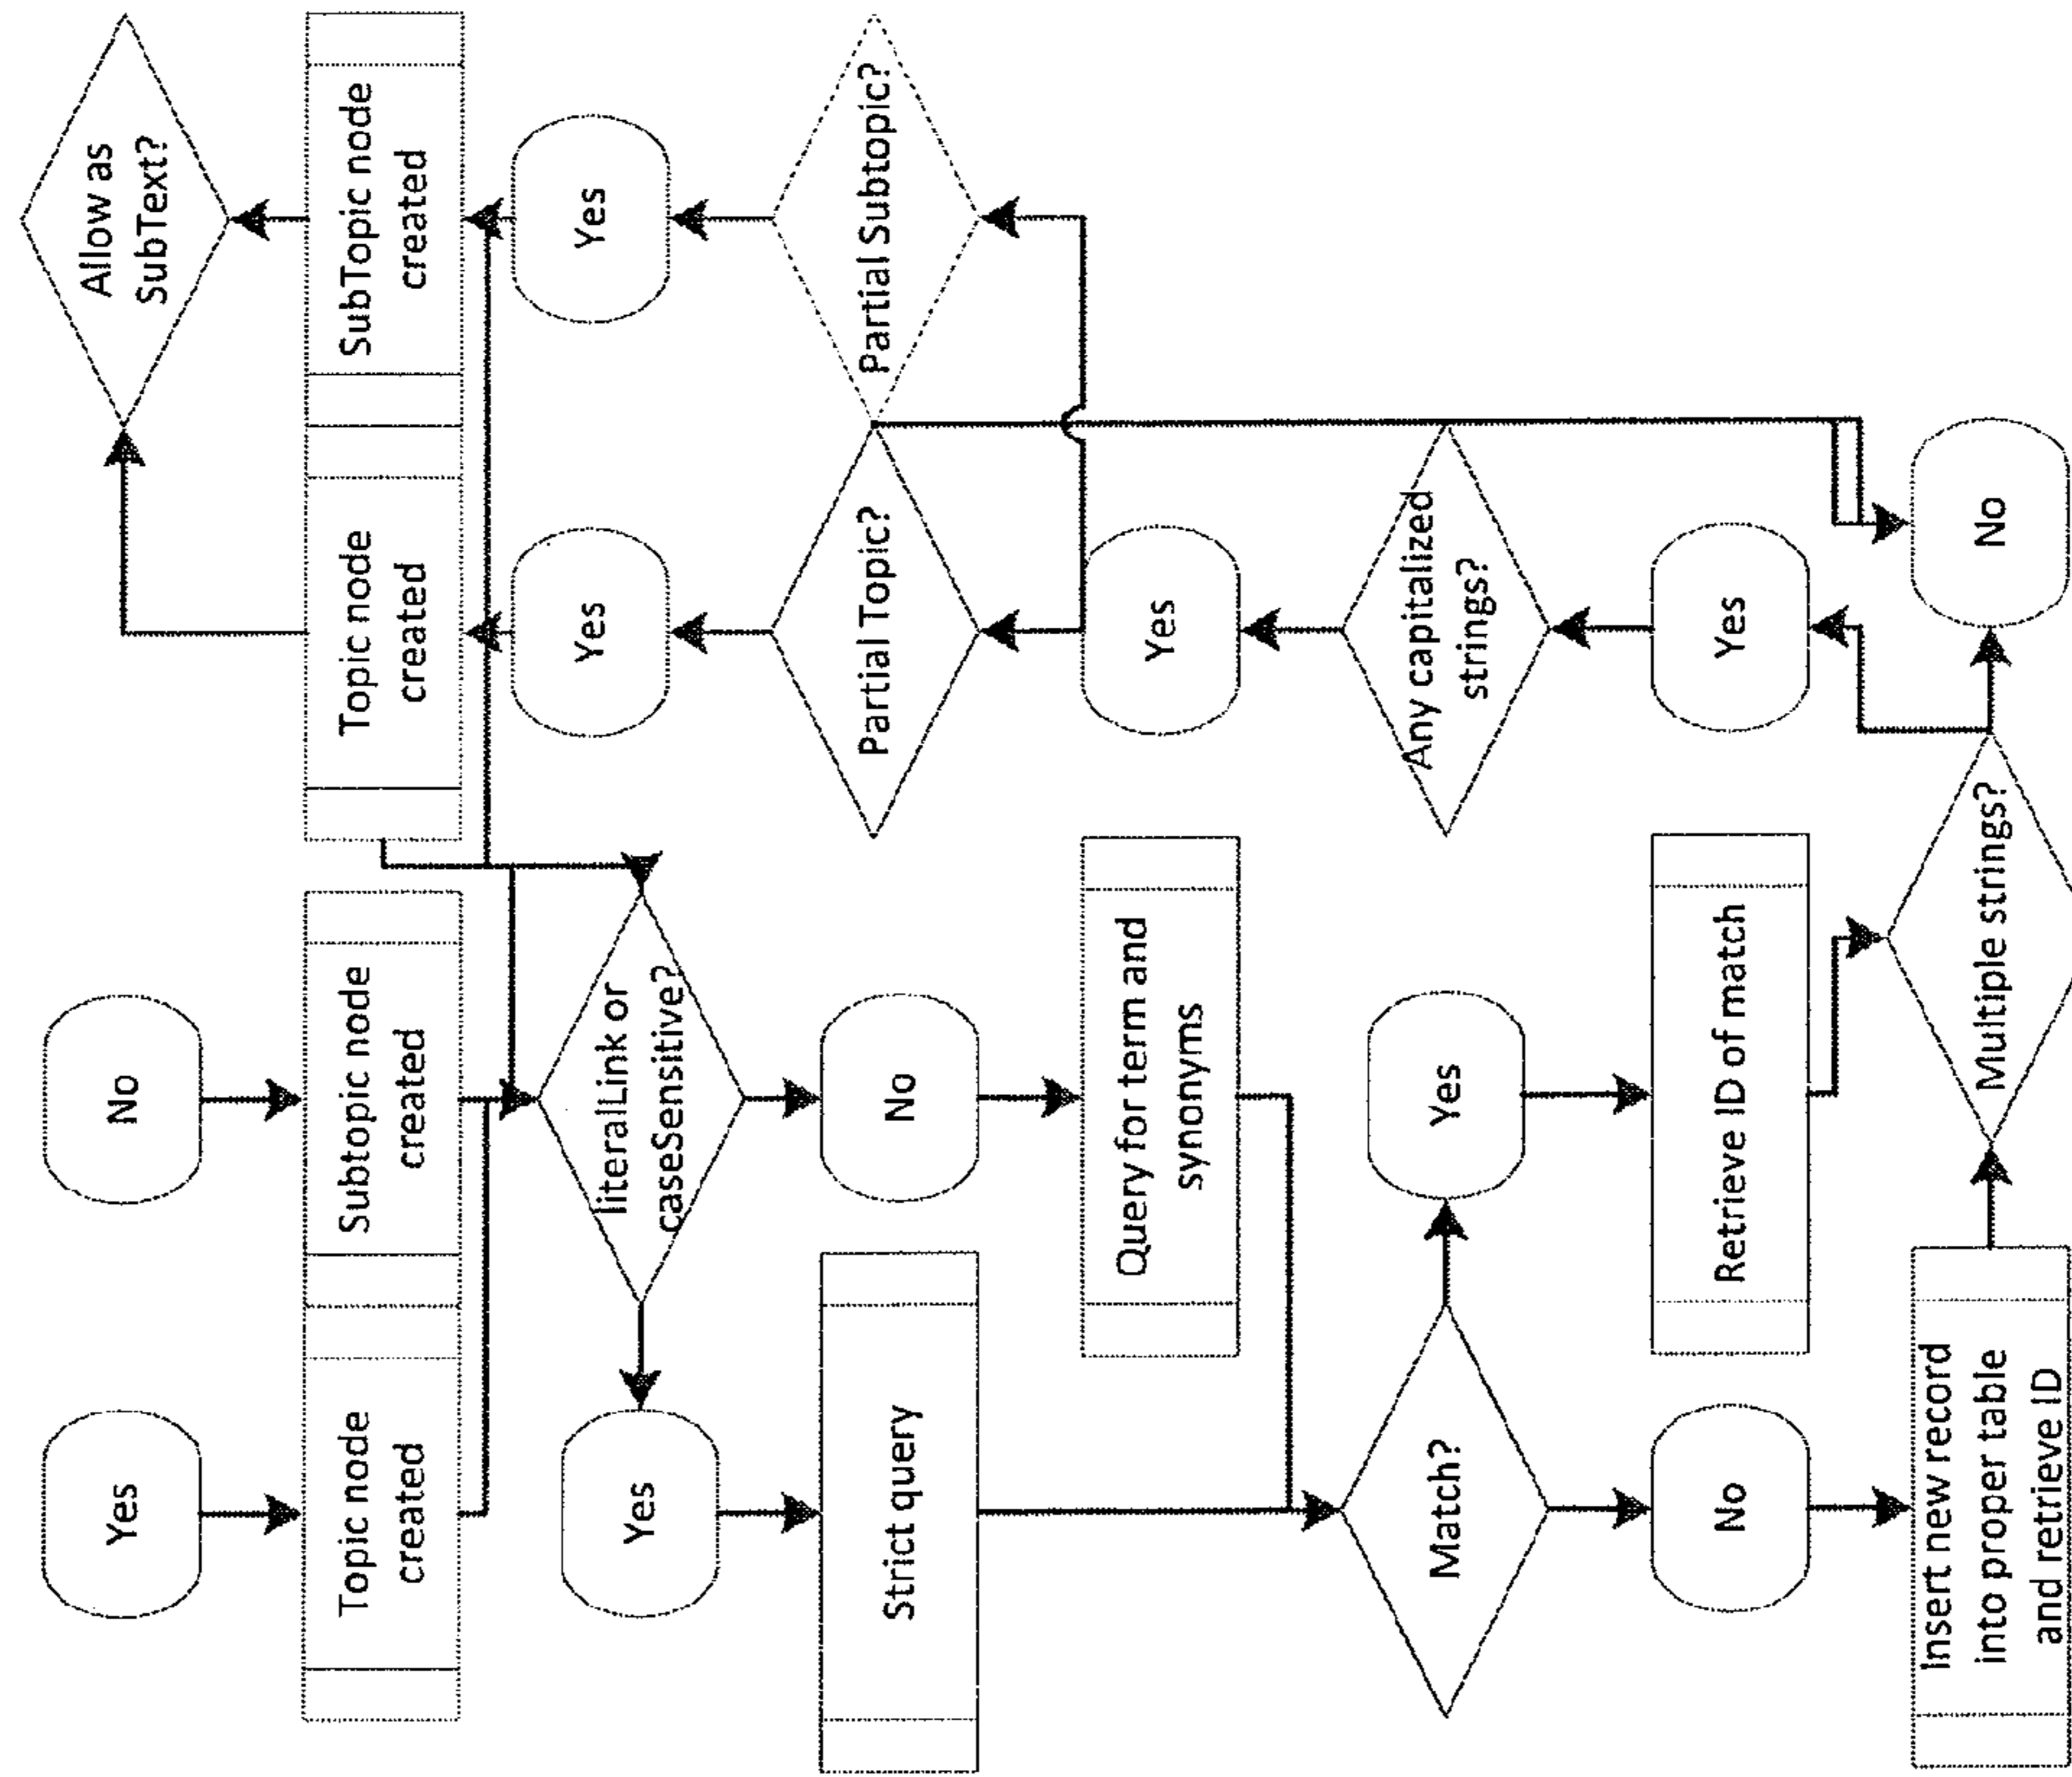 Yes
No
Allow as
SubText?
Topic node
created
Subtopic node
created
Topic node
created
SubTopic node
created
Yes
literalLink or
caseSensitive?
Yes
Yes
Strict query
No
Partial Topic?
Partial Subtopic?
Query for term and
synonyms
Yes
Match?
Yes
Any capitalized
strings?
No
Retrieve ID of match
Yes
Insert new record
into proper table
and retrieve ID
Multiple strings?
No